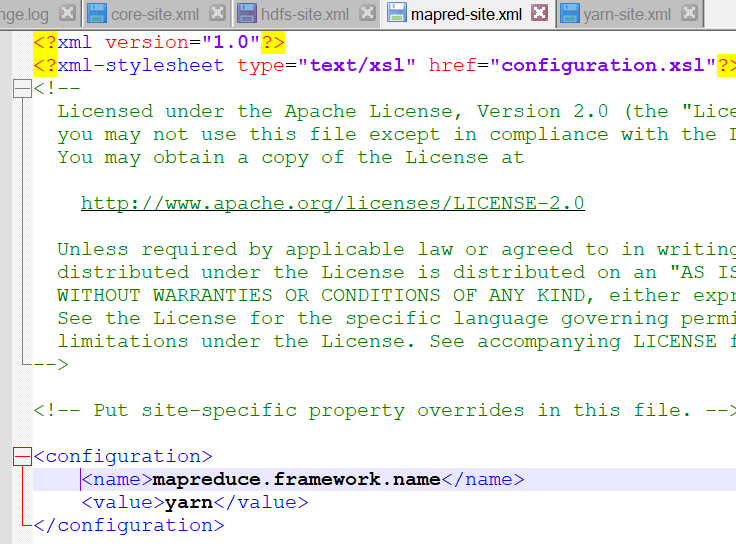 nge.log core-site.xml hdfs-site.xml mapred-site.xml yarn-site.xml
<?xml version="1.0"?>
<?xml-stylesheet type="text/xsl" href="configuration.xsl"?>
<!--
Licensed under the Apache License, Version 2.0 (the "Lice
you may not use this file except in compliance with the
You may obtain a copy of the License at
http://www.apache.org/licenses/LICENSE-2.0
Unless required by applicable law or agreed to in writing
distributed under the License is distributed on an "AS IS
WITHOUT WARRANTIES OR CONDITIONS OF ANY KIND, either expr
See the License for the specific language governing permi
limitations under the License. See accompanying LICENSE f
-->
<!-- Put site-specific property overrides in this file. -->
<configuration>
<name>mapreduce.framework.name</name>
<value>yarn</value>
</configuration>